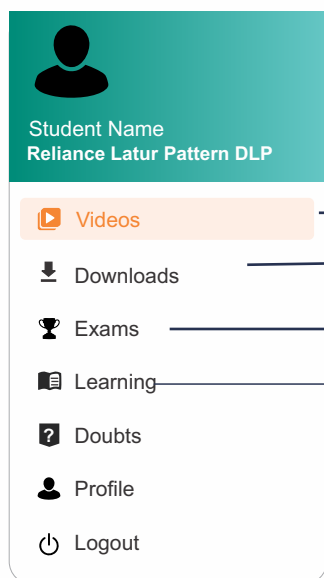 Student Name
Reliance Latur Pattern DLP
Videos
Downloads
Exams
Learning
Doubts
Profile
Logout